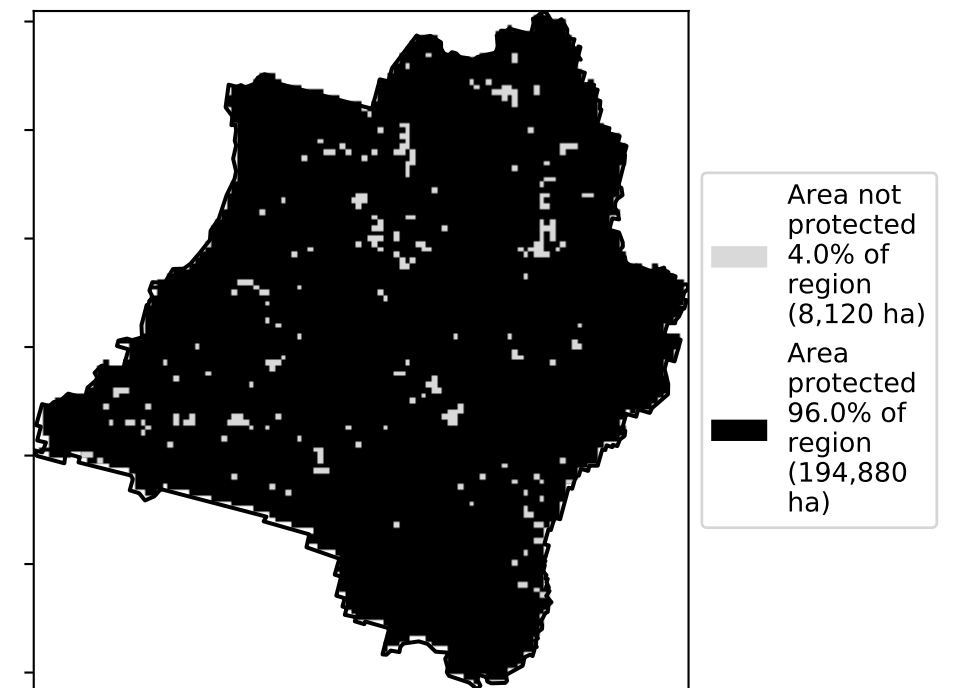 Area not
protected
4.0% of
region
(8,120 ha)
Area
protected
96.0% of
region
(194,880
ha)